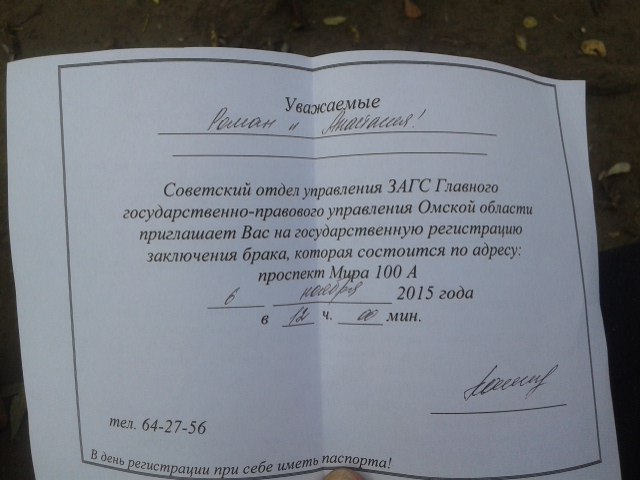 Уважаемые
Роман и Анастасия!
Советский отдел управления ЗАГС Главного
государственно-правового управления Омской области
приглашает Вас на государственную регистрацию
заключения брака, которая состоится по адресу:
проспект Мира 100 А
6 ноября 2015 года
в 12 ч. 00 мин.
тел. 64-27-56
В день регистрации при себе иметь паспорта!